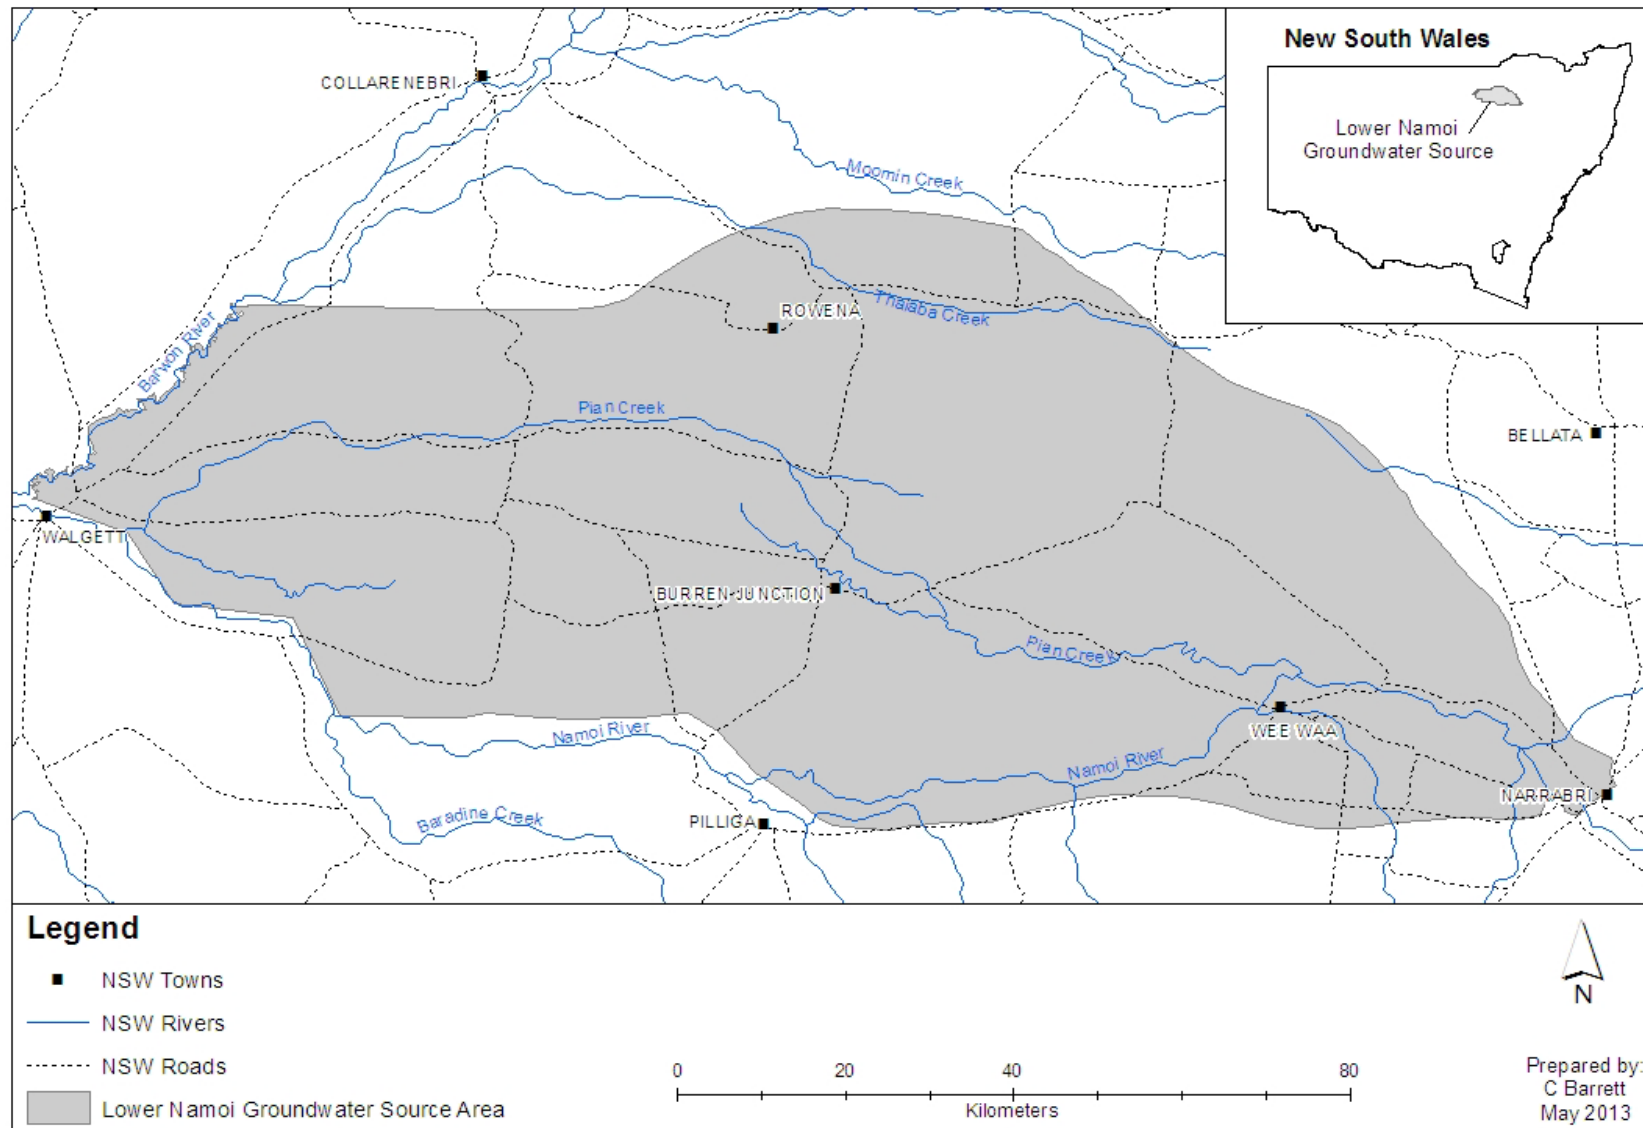 New South Wales
Lower Namoi
Groundwater Source
COLLARENEBRI
Moomin Creek
ROWENA
Thalaba Creek
Barwon River
Pian Creek
BELLATA
WALGETT
BURREN JUNCTION
Pian Creek
Namoi River
WEE WAA
Namoi River
NARRABRI
Baradine Creek
PILLIGA
Legend
NSW Towns
NSW Rivers
NSW Roads
Lower Namoi Groundwater Source Area
0 20 40 80
Kilometers
N
Prepared by:
C Barrett
May 2013